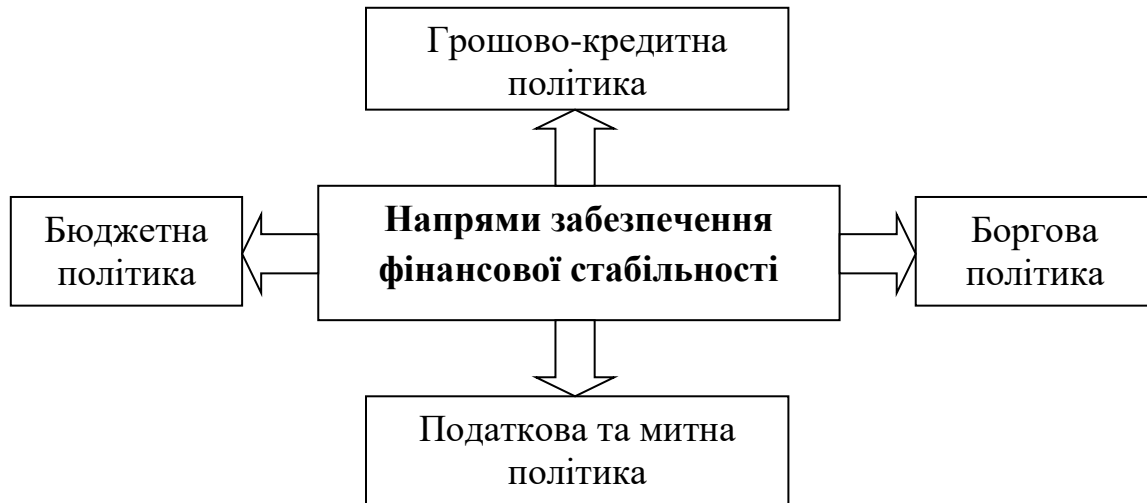 Грошово-кредитна
політика
Бюджетна
політика
Напрями забезпечення
фінансової стабільності
Боргова
політика
Податкова та митна
політика